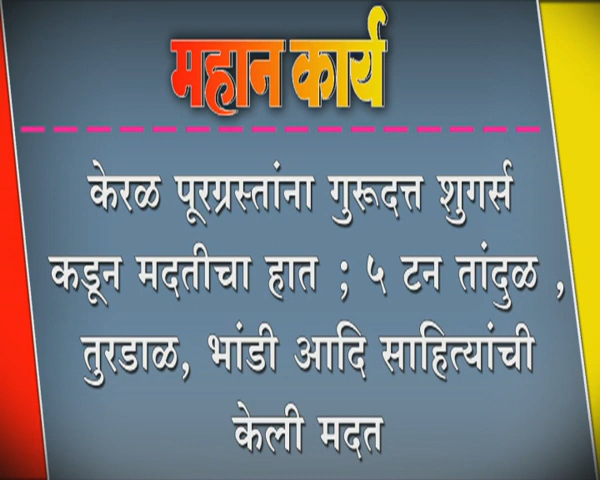 महान कार्य
केरळ पूरग्रस्तांना गुरूदत्त शुगर्स
कडून मदतीचा हात ; ५ टन तांदुळ ,
तुरडाळ, भांडी आदि साहित्यांची
केली मदत